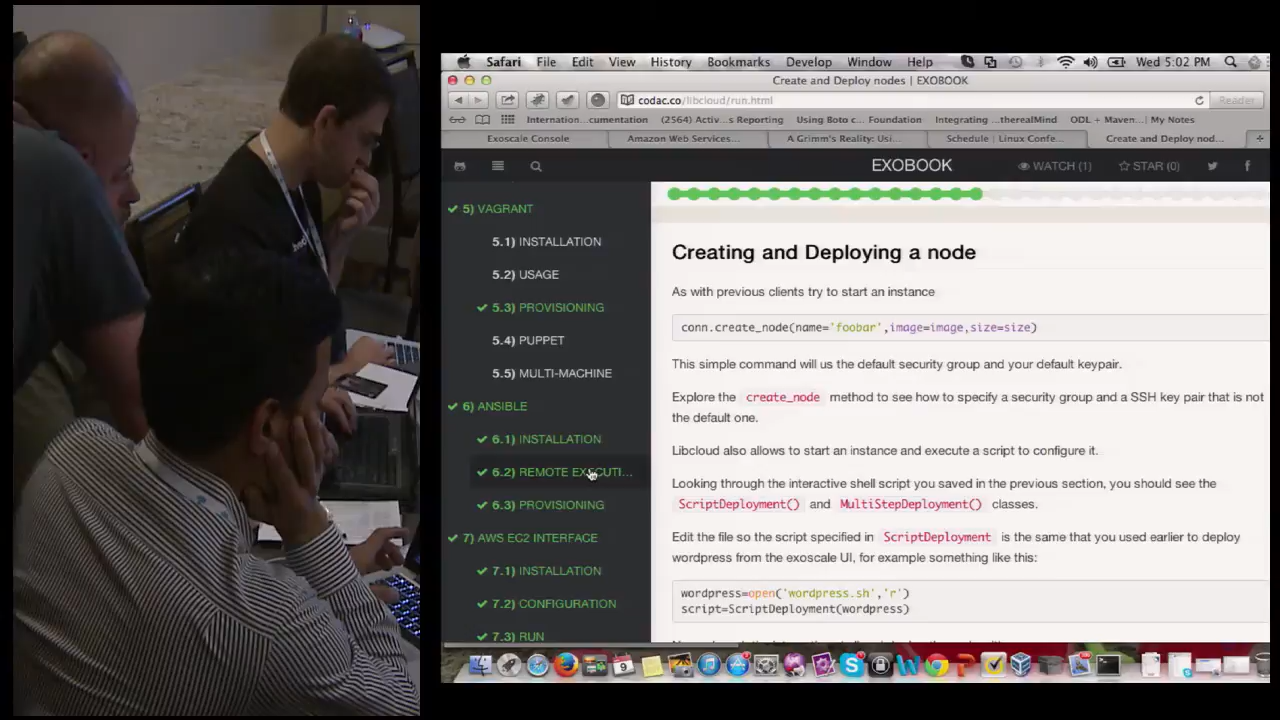 Safari File Edit View History Bookmarks Develop Window Help Wed 5:02 PM
Create and Deploy nodes | EXOBOOK
codac.co/libcloud/run.html
Reader
Internation...cumentation (2564) Activ...s Reporting Using Boto c... Foundation Integrating ...therealMind ODL + Maven... | My Notes
Exoscale Console Amazon Web Services... A Grimm's Reality: Usi... Schedule | Linux Confe... Create and Deploy nod...
EXOBOOK
WATCH (1) STAR (0)
5) VAGRANT
5.1) INSTALLATION
5.2) USAGE
5.3) PROVISIONING
5.4) PUPPET
5.5) MULTI-MACHINE
6) ANSIBLE
6.1) INSTALLATION
6.2) REMOTE EXECUTI...
6.3) PROVISIONING
7) AWS EC2 INTERFACE
7.1) INSTALLATION
7.2) CONFIGURATION
7.3) RUN
Creating and Deploying a node
As with previous clients try to start an instance
conn.create_node(name='foobar',image=image,size=size)
This simple command will us the default security group and your default keypair.
Explore the create_node method to see how to specify a security group and a SSH key pair that is not
the default one.
Libcloud also allows to start an instance and execute a script to configure it.
Looking through the interactive shell script you saved in the previous section, you should see the
ScriptDeployment() and MultiStepDeployment() classes.
Edit the file so the script specified in ScriptDeployment is the same that you used earlier to deploy
wordpress from the exoscale UI, for example something like this:
wordpress=open('wordpress.sh','r')
script=ScriptDeployment(wordpress)